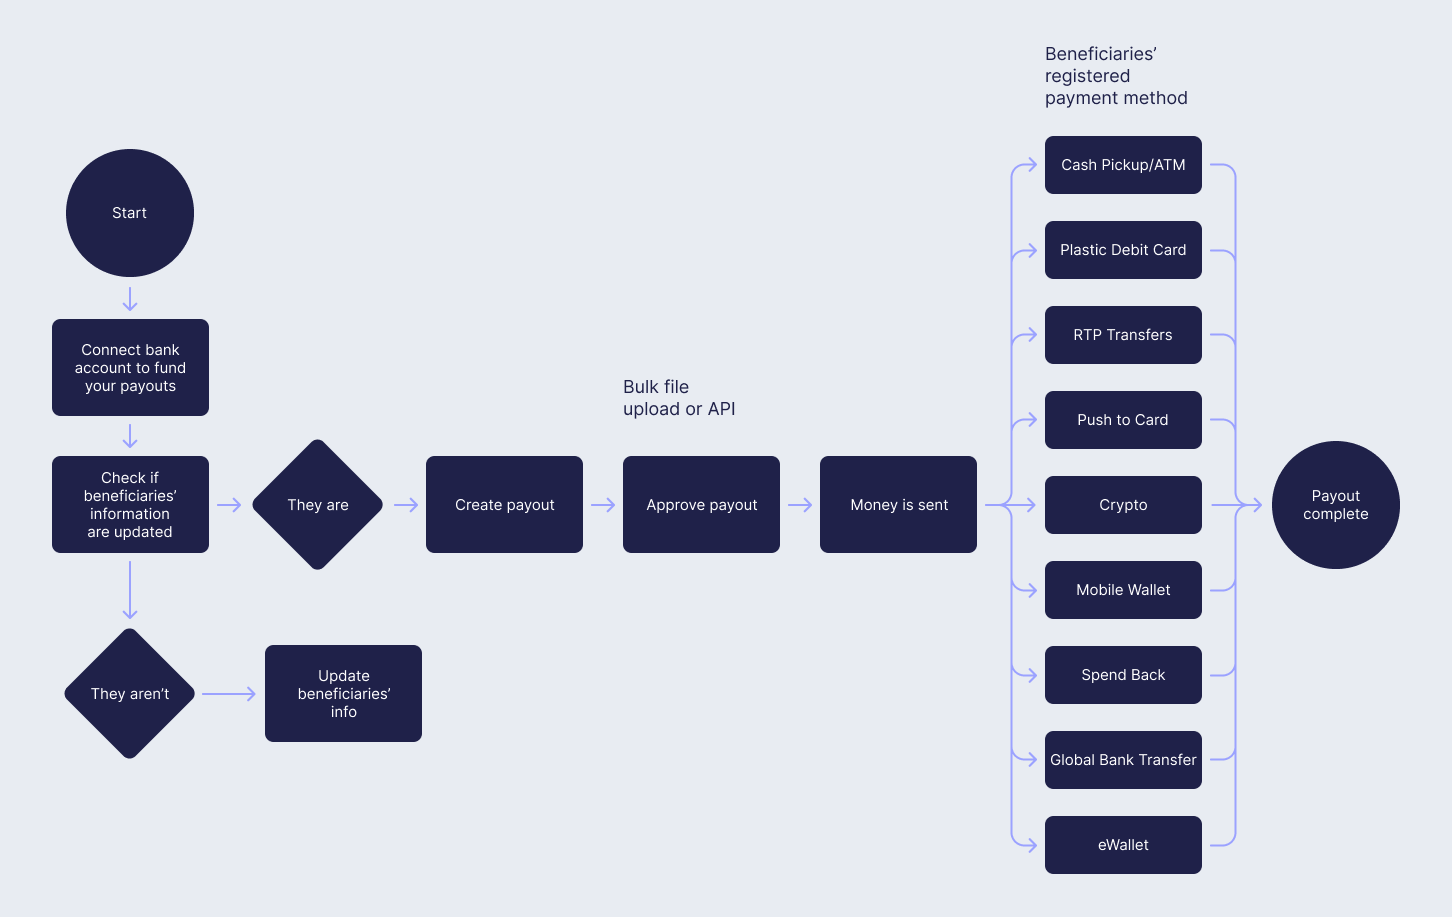 Beneficiaries’
registered
payment method
Start
Connect bank
account to fund
your payouts
Check if
beneficiaries’
information
are updated
They are
They aren’t
Update
beneficiaries’
info
Create payout
Bulk file
upload or API
Approve payout
Money is sent
Cash Pickup/ATM
Plastic Debit Card
RTP Transfers
Push to Card
Crypto
Mobile Wallet
Spend Back
Global Bank Transfer
eWallet
Payout
complete